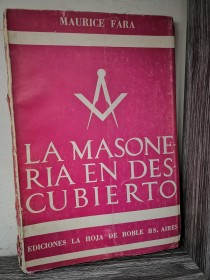 MAURICE FARA
LA MASONE-
RIA EN DES
CUBIERTO
EDICIONES LA HOJA DE ROBLE BS. AIRES